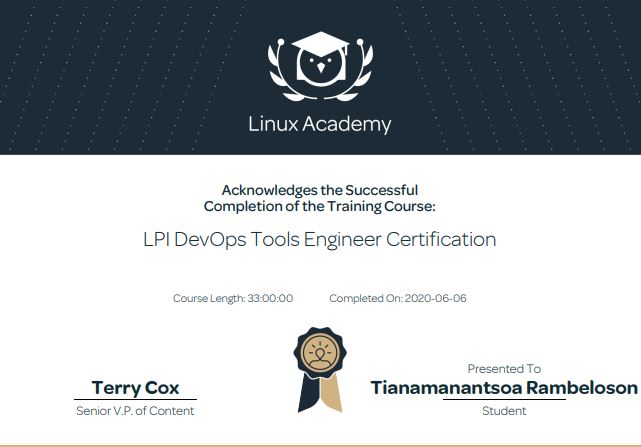 Linux Academy
Acknowledges the Successful
Completion of the Training Course:
LPI DevOps Tools Engineer Certification
Course Length: 33:00:00 Completed On: 2020-06-06
Terry Cox
Senior V.P. of Content
Presented To
Tianamanantsoa Rambeloson
Student